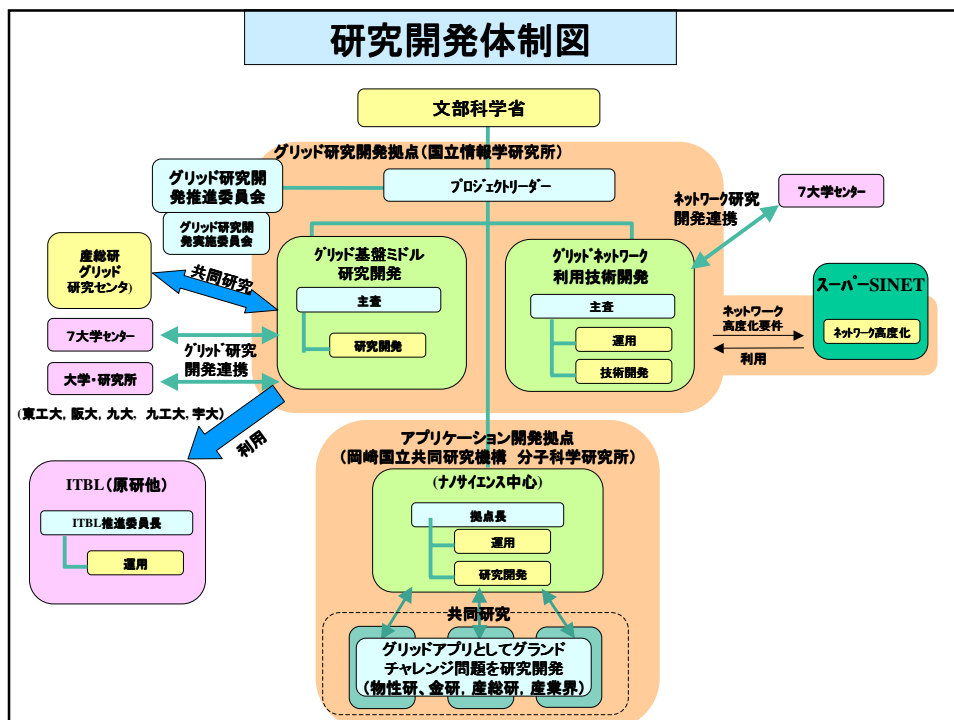 研究開発体制図
文部科学省
グリッド研究開発拠点(国立情報学研究所)
グリッド研究開
発推進委員会
プロジェクトリーダー
グリッド研究開
発実施委員会
ネットワーク研究
開発連携
7大学センター
産総研
グリッド
研究センタ)
共同研究
グリッド基盤ミドル
研究開発
主査
研究開発
グリッドネットワーク
利用技術開発
主査
運用
技術開発
ネットワーク
高度化要件
利用
スーパーSINET
ネットワーク高度化
7大学センター
グリッド研究
開発連携
大学・研究所
(東工大, 阪大, 九大, 九工大, 宇大)
利用
ITBL(原研他)
ITBL推進委員長
運用
アプリケーション開発拠点
(岡崎国立共同研究機構 分子科学研究所)
(ナノサイエンス中心)
拠点長
運用
研究開発
共同研究
グリッドアプリとしてグランド
チャレンジ問題を研究開発
(物性研、金研, 産総研, 産業界)